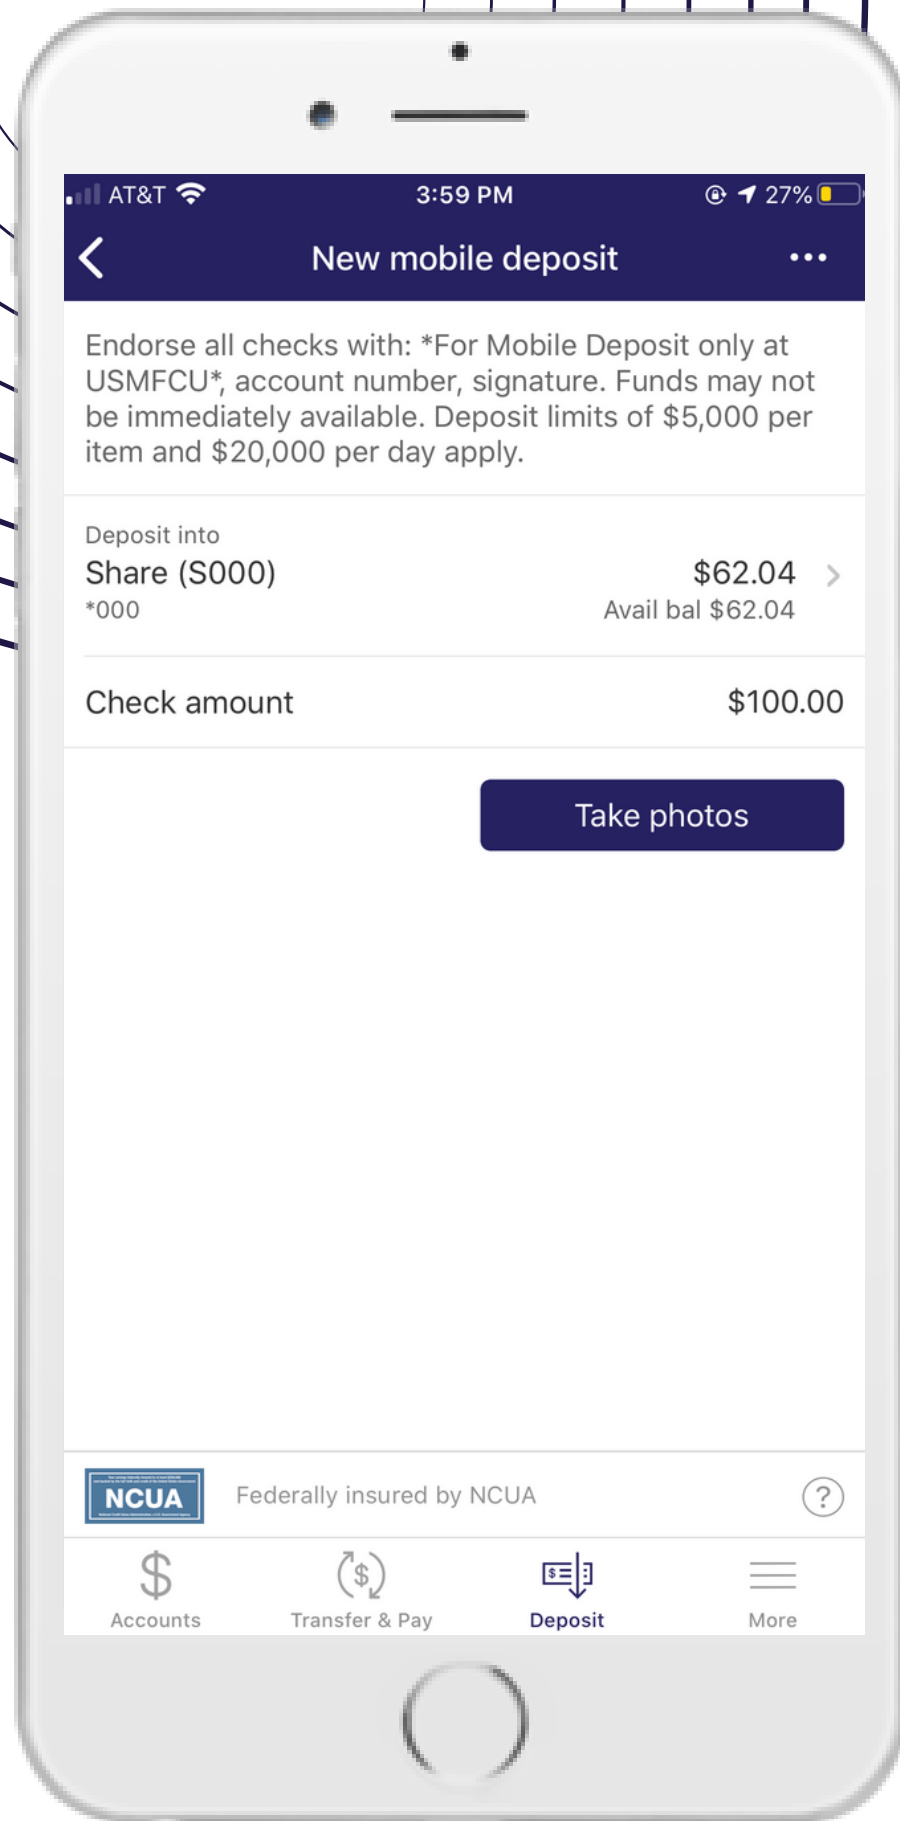 AT&T 3:59 PM 27%
New mobile deposit
Endorse all checks with: *For Mobile Deposit only at
USMFCU*, account number, signature. Funds may not
be immediately available. Deposit limits of $5,000 per
item and $20,000 per day apply.
Deposit into
Share (S000) $62.04
*000 Avail bal $62.04
Check amount $100.00
Take photos
NCUA
Federally insured by NCUA ?
Accounts Transfer & Pay Deposit More